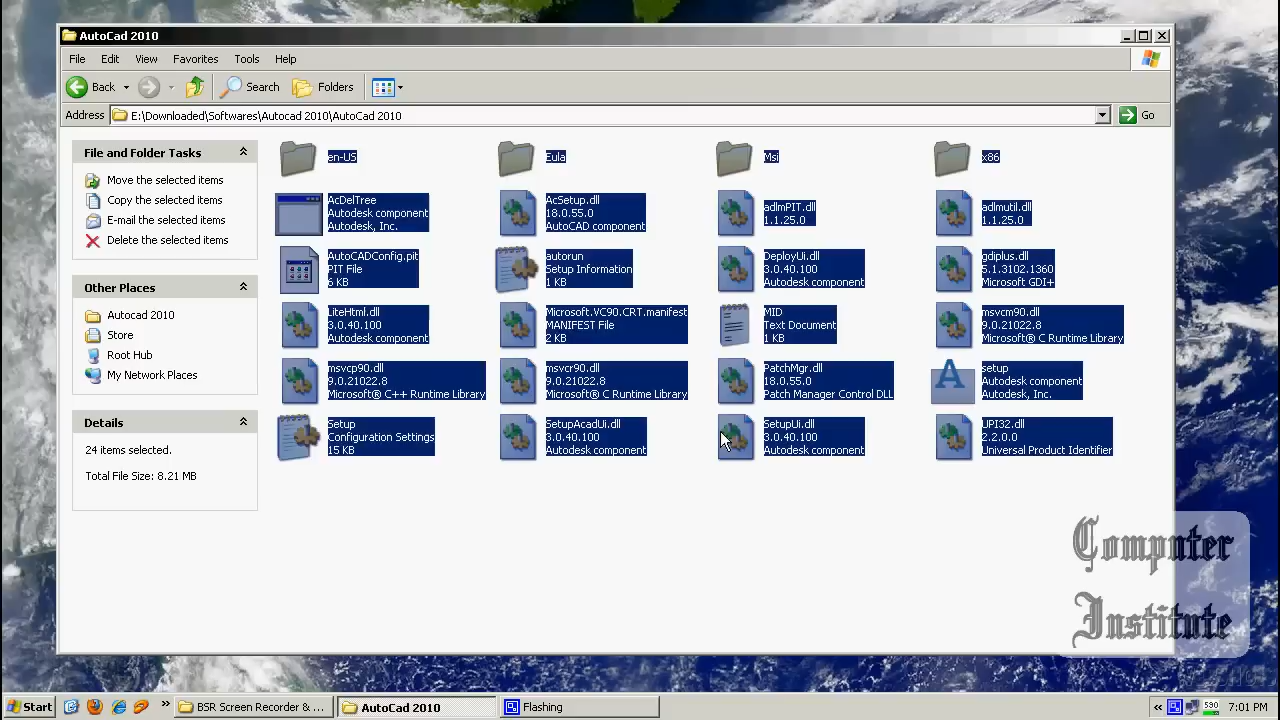 AutoCad 2010
File Edit View Favorites Tools Help
Back Search Folders
Address E:\Downloaded\Softwares\Autocad 2010\AutoCad 2010 Go
File and Folder Tasks
Move the selected items
Copy the selected items
E-mail the selected items
Delete the selected items
Other Places
Autocad 2010
Store
Root Hub
My Network Places
Details
24 items selected.
Total File Size: 8.21 MB
en-US
Eula
Msi
x86
AcDelTree
Autodesk component
Autodesk, Inc.
AcSetup.dll
18.0.55.0
AutoCAD component
adlmPIT.dll
1.1.25.0
adlmutil.dll
1.1.25.0
AutoCADConfig.pit
PIT File
6 KB
autorun
Setup Information
1 KB
DeployUi.dll
3.0.40.100
Autodesk component
gdiplus.dll
5.1.3102.1360
Microsoft GDI+
LiteHtml.dll
3.0.40.100
Autodesk component
Microsoft.VC90.CRT.manifest
MANIFEST File
2 KB
MID
Text Document
1 KB
msvcm90.dll
9.0.21022.8
Microsoft® C Runtime Library
msvcp90.dll
9.0.21022.8
Microsoft® C++ Runtime Library
msvcr90.dll
9.0.21022.8
Microsoft® C Runtime Library
PatchMgr.dll
18.0.55.0
Patch Manager Control DLL
setup
Autodesk component
Autodesk, Inc.
Setup
Configuration Settings
15 KB
SetupAcadUi.dll
3.0.40.100
Autodesk component
SetupUi.dll
3.0.40.100
Autodesk component
UPI32.dll
2.2.0.0
Universal Product Identifier
Computer
Institute
Start » BSR Screen Recorder & ... AutoCad 2010 Flashing « 590 7:01 PM